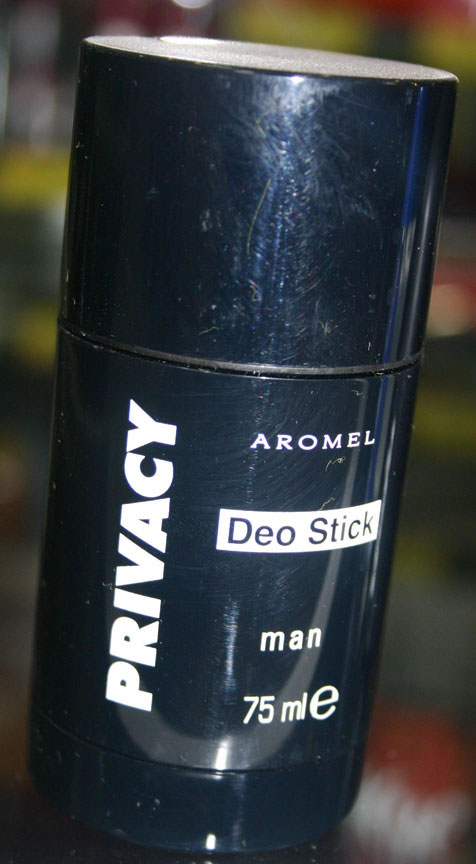 PRIVACY
AROMEL
Deo Stick
man
75 ml e